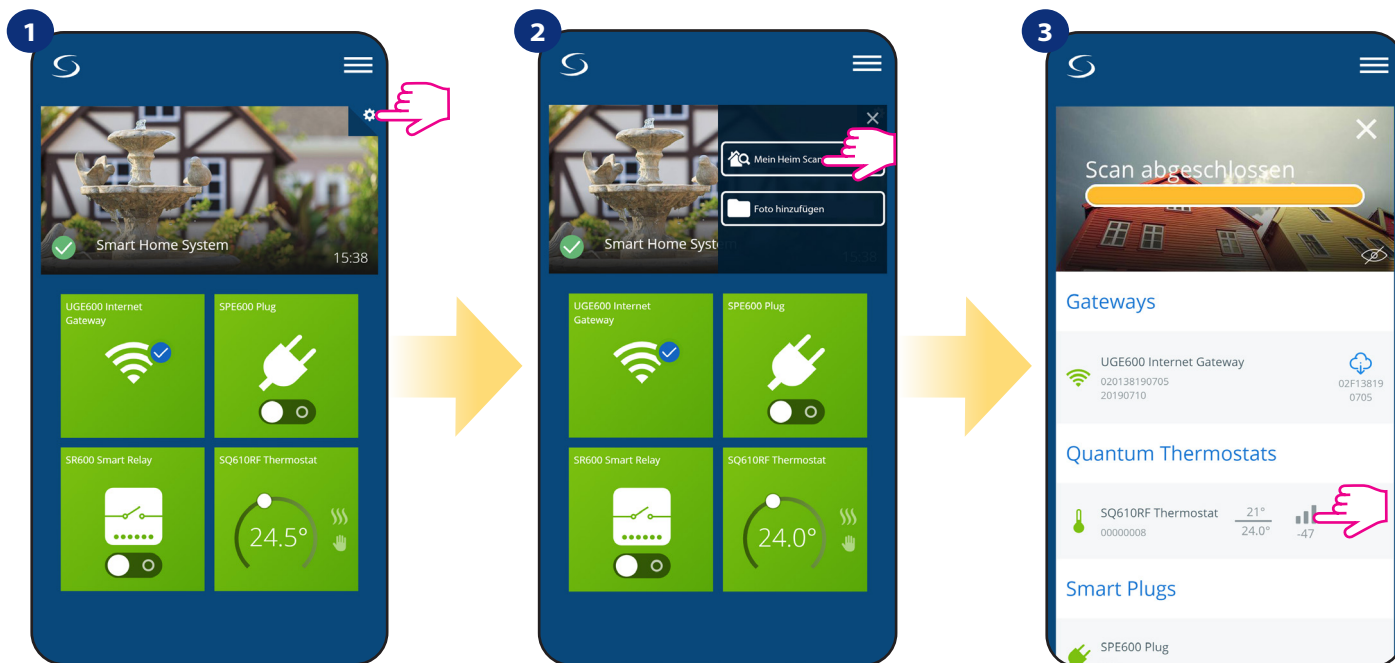 1
Smart Home System
15:38
UGE600 Internet
Gateway
SPE600 Plug
SR600 Smart Relay
SQ610RF Thermostat
24.5°
2
Mein Heim Scan
Foto hinzufügen
Smart Home Syst
15:38
UGE600 Internet
Gateway
SPE600 Plug
SR600 Smart Relay
SQ610RF Thermostat
24.0°
3
Scan abgeschlossen
Gateways
UGE600 Internet Gateway
020138190705
20190710
02F13819
0705
Quantum Thermostats
SQ610RF Thermostat
00000008
21°
24.0°
-47
Smart Plugs
SPE600 Plug